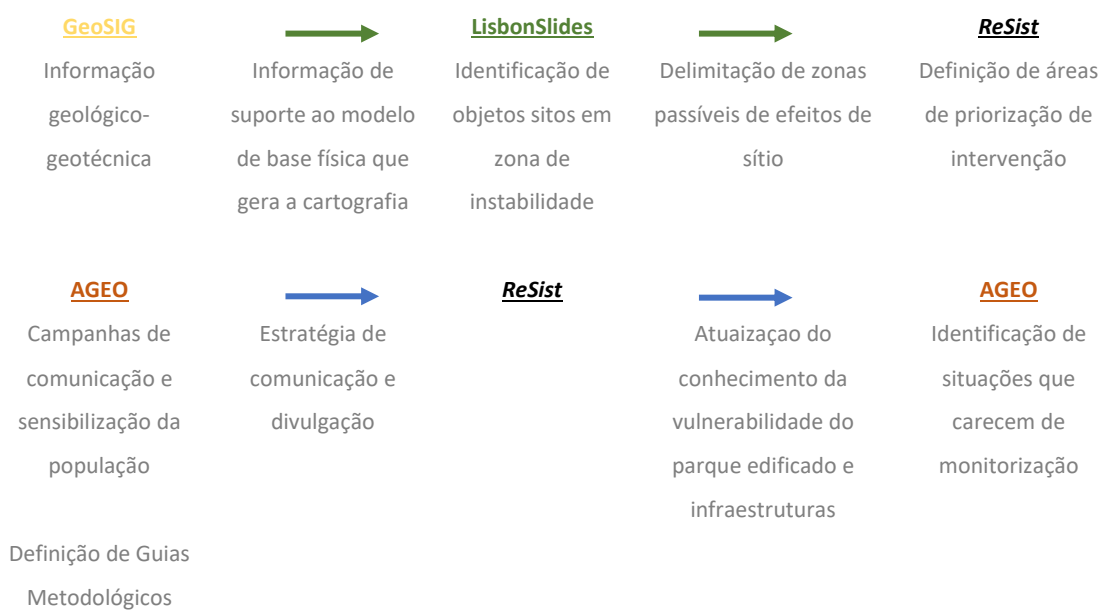 GeoSIG
Informação
geológico-
geotécnica
Informação de
suporte ao modelo
de base física que
gera a cartografia
LisbonSlides
Identificação de
objetos sitos em
zona de
instabilidade
Delimitação de zonas
passíveis de efeitos de
sítio
ReSist
Definição de áreas
de priorização de
intervenção
AGEO
Campanhas de
comunicação e
sensibilização da
população
Definição de Guias
Metodológicos
Estratégia de
comunicação e
divulgação
ReSist
Atuaizaçao do
conhecimento da
vulnerabilidade do
parque edificado e
infraestruturas
AGEO
Identificação de
situações que
carecem de
monitorização